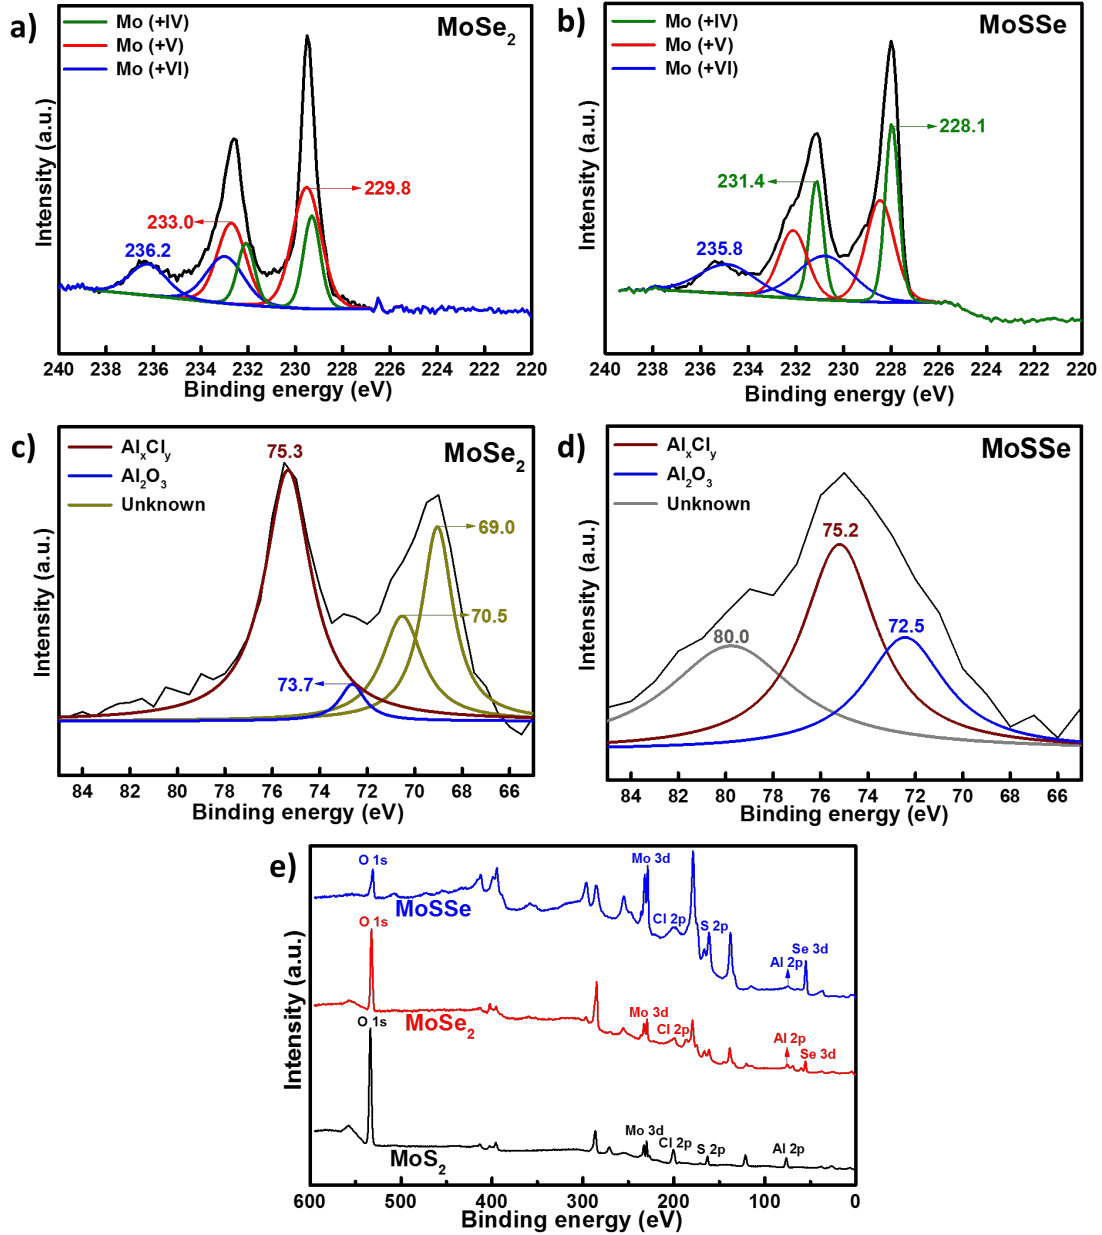 a)
Mo (+IV)
Mo (+V)
Mo (+VI)
MoSe2
229.8
233.0
236.2
Intensity (a.u.)
240 238 236 234 232 230 228 226 224 222 220
Binding energy (eV)
b)
Mo (+IV)
Mo (+V)
Mo (+VI)
MoSSe
228.1
231.4
235.8
Intensity (a.u.)
240 238 236 234 232 230 228 226 224 222 220
Binding energy (eV)
c)
AlxCly
Al2O3
Unknown
75.3
MoSe2
69.0
70.5
73.7
Intensity (a.u.)
84 82 80 78 76 74 72 70 68 66
Binding energy (eV)
d)
AlxCly
Al2O3
Unknown
MoSSe
75.2
72.5
80.0
Intensity (a.u.)
84 82 80 78 76 74 72 70 68 66
Binding energy (eV)
e)
O 1s
Mo 3d
MoSSe
Cl 2p
S 2p
Se 3d
Al 2p
O 1s
MoSe2
Mo 3d
Cl 2p
Al 2p
Se 3d
O 1s
MoS2
Mo 3d
Cl 2p
S 2p
Al 2p
Intensity (a.u.)
600 500 400 300 200 100 0
Binding energy (eV)